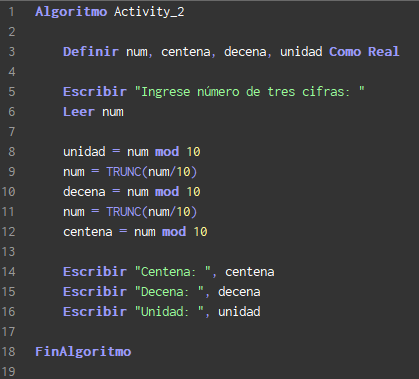 1 Algoritmo Activity_2
2
3 Definir num, centena, decena, unidad Como Real
4
5 Escribir "Ingrese número de tres cifras: "
6 Leer num
7
8 unidad = num mod 10
9 num = TRUNC(num/10)
10 decena = num mod 10
11 num = TRUNC(num/10)
12 centena = num mod 10
13
14 Escribir "Centena: ", centena
15 Escribir "Decena: ", decena
16 Escribir "Unidad: ", unidad
17
18 FinAlgoritmo
19